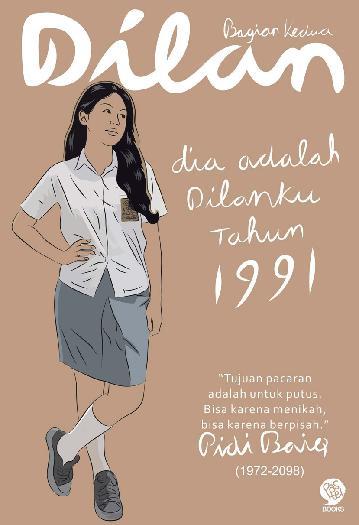 Bagian Kedua
Dilan
dia adalah
Dilanku
Tahun
1991
"Tujuan pacaran
adalah untuk putus.
Bisa karena menikah,
bisa karena berpisah."
Pidi Baiq
(1972-2098)
BOOKS